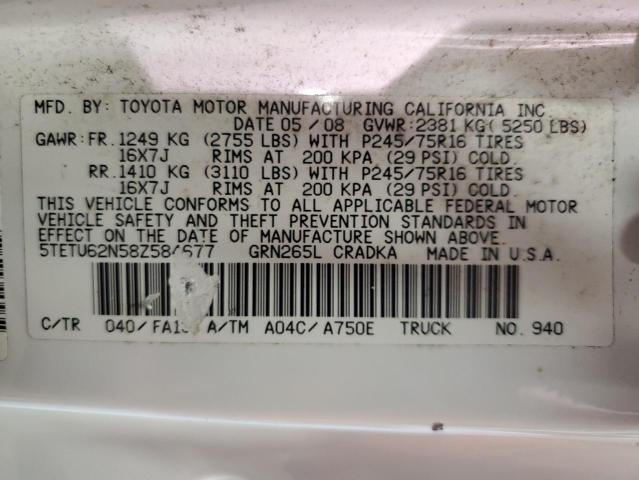 MFD. BY: TOYOTA MOTOR MANUFACTURING CALIFORNIA INC
DATE 05/08 GVWR:2381 KG(5250 LBS)
GAWR:FR.1249 KG (2755 LBS) WITH P245/75R16 TIRES
16X7J RIMS AT 200 KPA (29 PSI) COLD.
RR.1410 KG (3110 LBS) WITH P245/75R16 TIRES
16X7J RIMS AT 200 KPA (29 PSI) COLD.
THIS VEHICLE CONFORMS TO ALL APPLICABLE FEDERAL MOTOR
VEHICLE SAFETY AND THEFT PREVENTION STANDARDS IN
EFFECT ON THE DATE OF MANUFACTURE SHOWN ABOVE.
GRN265L CRADKA MADE IN U.S.A.
C/TR 040/ A/TM A04C/A750E TRUCK NO. 940